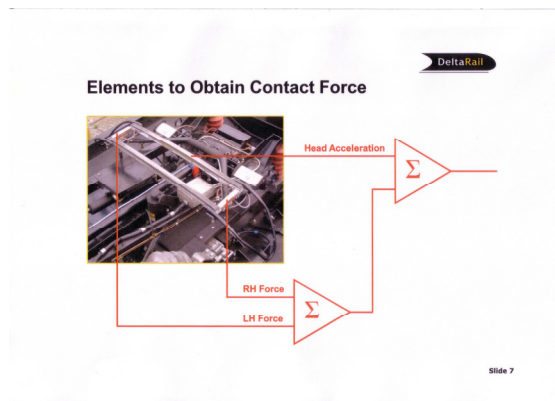 DeltaRail
Elements to Obtain Contact Force
Head Acceleration
Σ
RH Force
LH Force
Σ
Slide 7